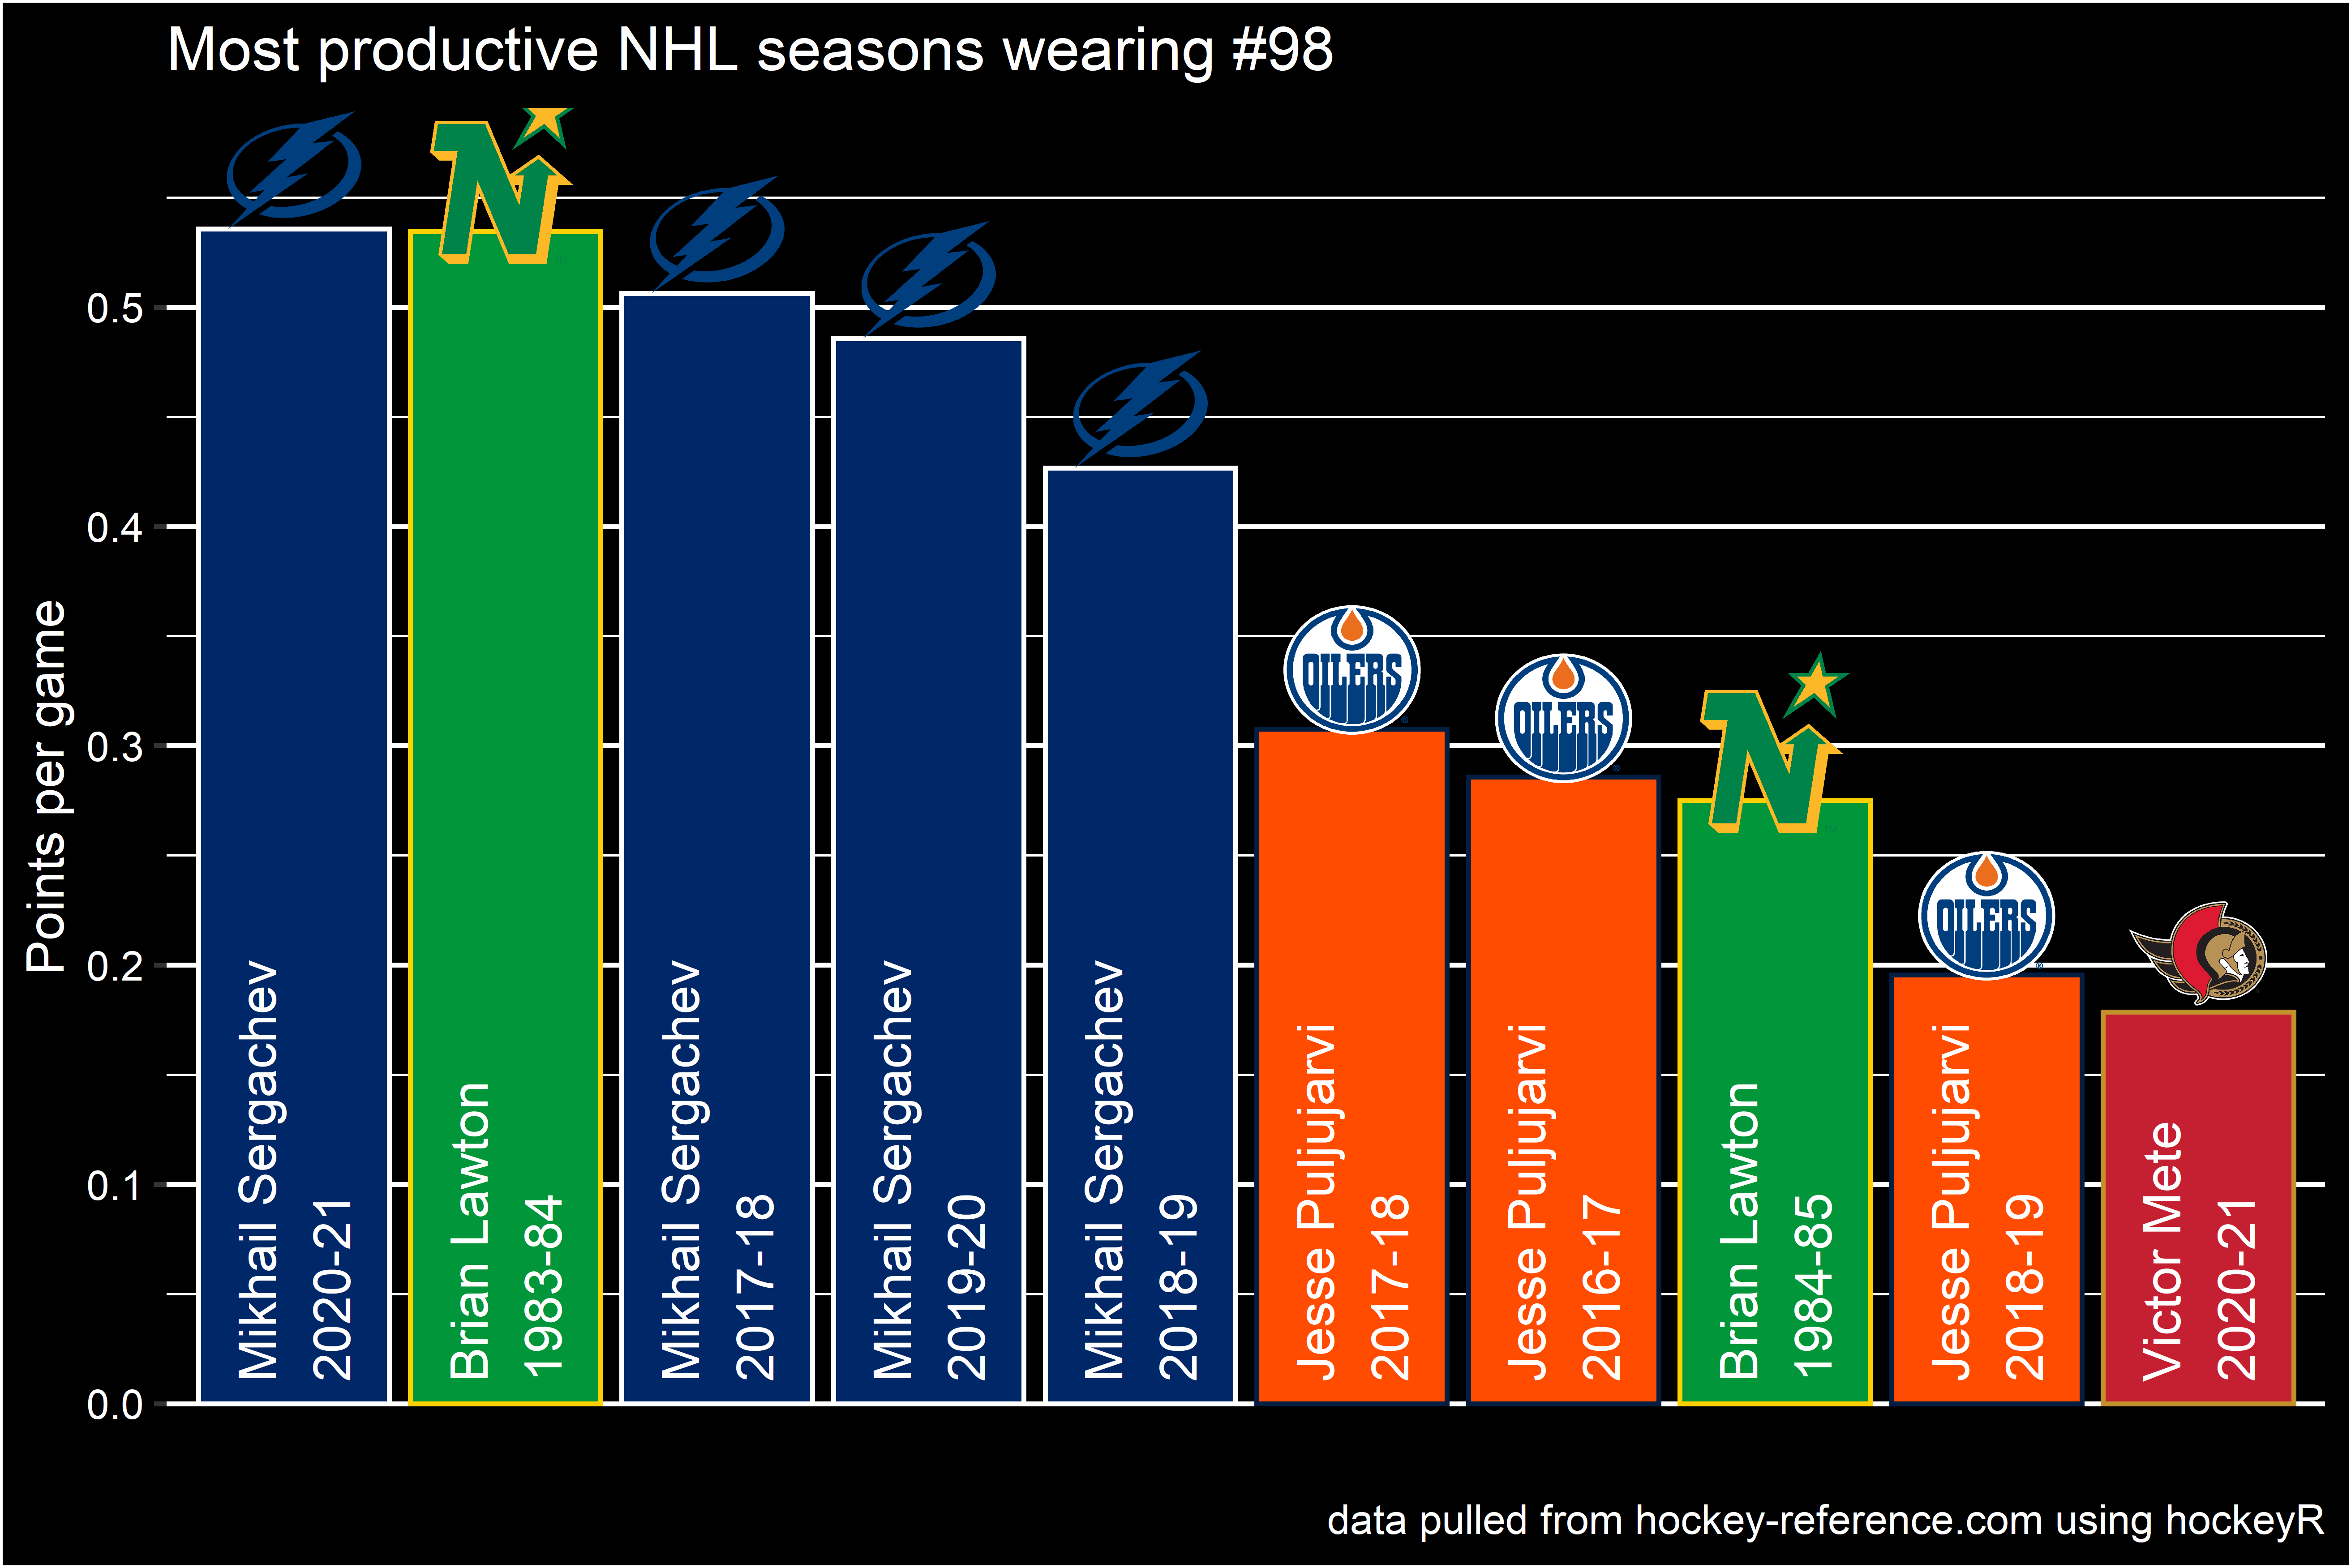 Most productive NHL seasons wearing #98
Points per game
0.5
0.4
0.3
0.2
0.1
0.0
Mikhail Sergachev
2020-21
Brian Lawton
1983-84
Mikhail Sergachev
2017-18
Mikhail Sergachev
2019-20
Mikhail Sergachev
2018-19
OILERS
Jesse Puljujarvi
2017-18
OILERS
Jesse Puljujarvi
2016-17
Brian Lawton
1984-85
OILERS
Jesse Puljujarvi
2018-19
Victor Mete
2020-21
data pulled from hockey-reference.com using hockeyR